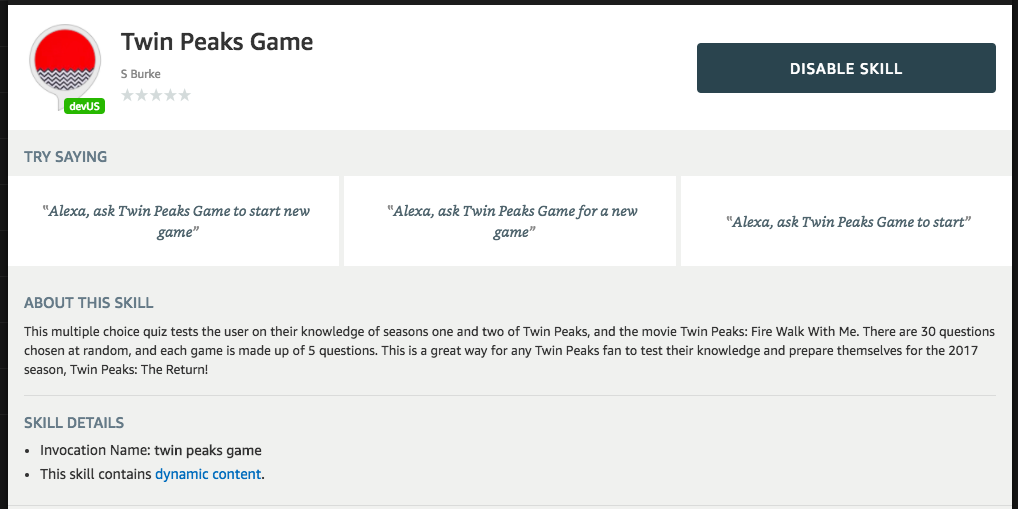 Twin Peaks Game
S Burke
devUS
DISABLE SKILL
TRY SAYING
"Alexa, ask Twin Peaks Game to start new
game"
"Alexa, ask Twin Peaks Game for a new
game"
"Alexa, ask Twin Peaks Game to start"
ABOUT THIS SKILL
This multiple choice quiz tests the user on their knowledge of seasons one and two of Twin Peaks, and the movie Twin Peaks: Fire Walk With Me. There are 30 questions
chosen at random, and each game is made up of 5 questions. This is a great way for any Twin Peaks fan to test their knowledge and prepare themselves for the 2017
season, Twin Peaks: The Return!
SKILL DETAILS
• Invocation Name: twin peaks game
• This skill contains dynamic content.